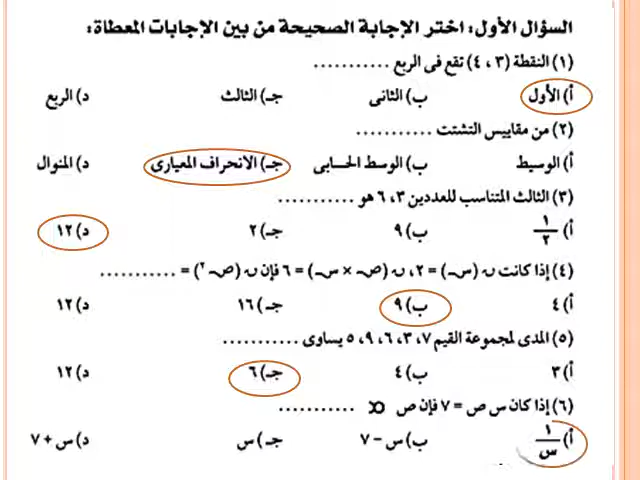 السؤال الأول: اختر الإجابة الصحيحة من بين الإجابات المعطاة:
(١) النقطة (٣ ، ٤) تقع فى الربع ...........
أ) الأول ب) الثانى جـ) الثالث د) الربع
(٢) من مقاييس التشتت ...........
أ) الوسيط ب) الوسط الحسابى جـ) الانحراف المعيارى د) المنوال
(٣) الثالث المتناسب للعددين ٣، ٦ هو ...........
أ) ١/٢ ب) ٩ جـ) ٢ د) ١٢
(٤) إذا كانت ن (سـ) = ٢، ن (صـ × سـ) = ٦ فإن ن (صـ٢) = ...........
أ) ٤ ب) ٩ جـ) ١٦ د) ١٢
(٥) المدى لمجموعة القيم ٧، ٣، ٦، ٩، ٥ يساوى ...........
أ) ٣ ب) ٤ جـ) ٦ د) ١٢
(٦) إذا كان س ص = ٧ فإن ص ∝ ...........
أ) ١/س ب) س – ٧ جـ) س د) س + ٧